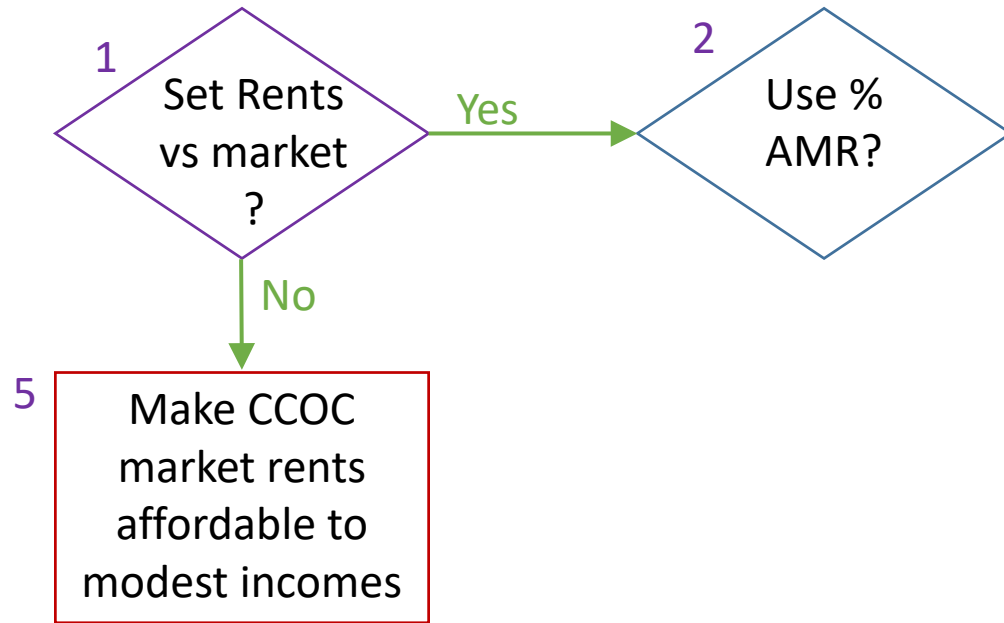 1
Set Rents
vs market
?
Yes
2
Use %
AMR?
No
5
Make CCOC
market rents
affordable to
modest incomes